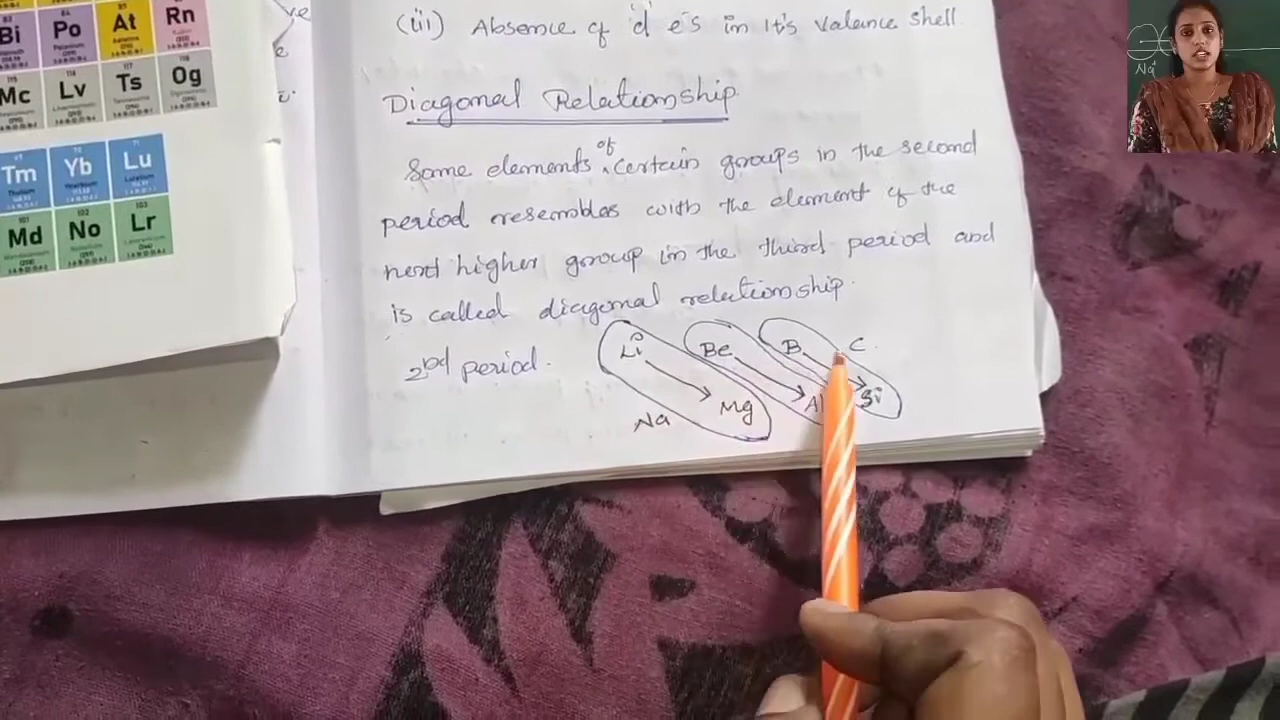 Bi Po At Rn
Mc Lv Ts Og
Tm Yb Lu
Md No Lr
ve
e
(iii) Absence of 'd' e's in it's valance shell
Diagonal Relationship
of
Some elements ‸ certain groups in the second
period resembles with the element of the
next higher group in the third period and
is called diagonal relationship.
2nd period. Li Be B C
Na Mg Al Si
Na